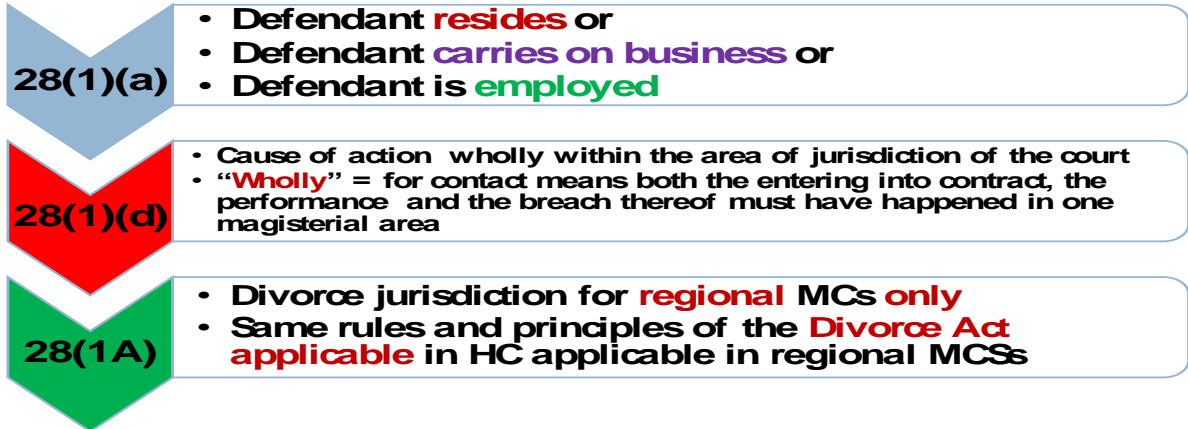 28(1)(a)
• Defendant resides or
• Defendant carries on business or
• Defendant is employed
28(1)(d)
• Cause of action wholly within the area of jurisdiction of the court
• “Wholly” = for contact means both the entering into contract, the
performance and the breach thereof must have happened in one
magisterial area
28(1A)
• Divorce jurisdiction for regional MCs only
• Same rules and principles of the Divorce Act
applicable in HC applicable in regional MCSs